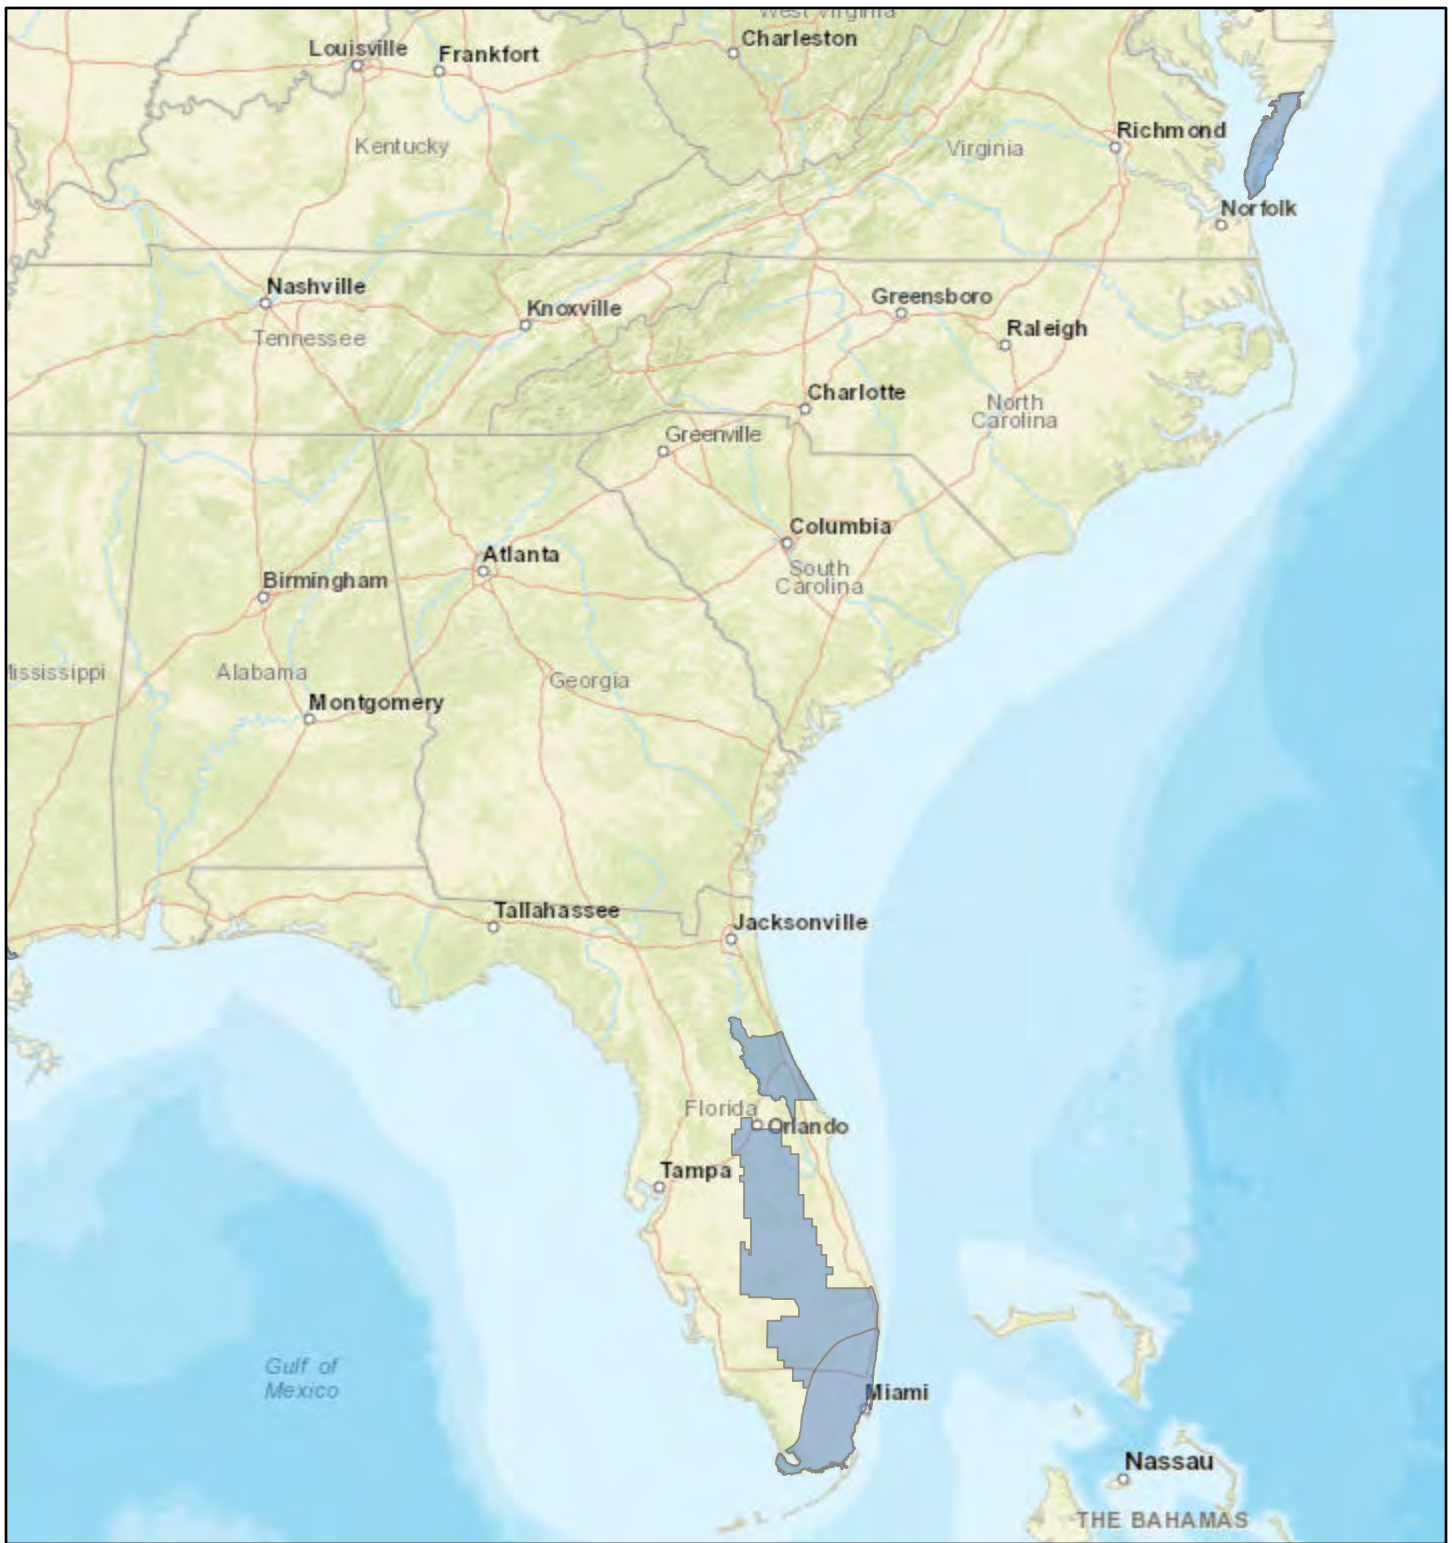 West Virginia
Charleston
Louisville
Frankfort
Kentucky
Virginia
Richmond
Norfolk
Nashville
Tennessee
Knoxville
Greensboro
Raleigh
Charlotte
North
Carolina
Greenville
Columbia
South
Carolina
Atlanta
Birmingham
Alabama
Georgia
Mississippi
Montgomery
Tallahassee
Jacksonville
Florida
Orlando
Tampa
Gulf of
Mexico
Miami
Nassau
THE BAHAMAS